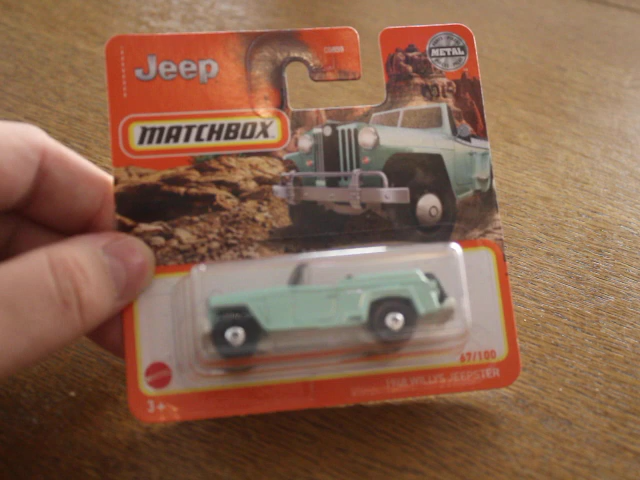 Jeep
METAL
MATCHBOX
67/100
1948 WILLYS JEEPSTER
3+